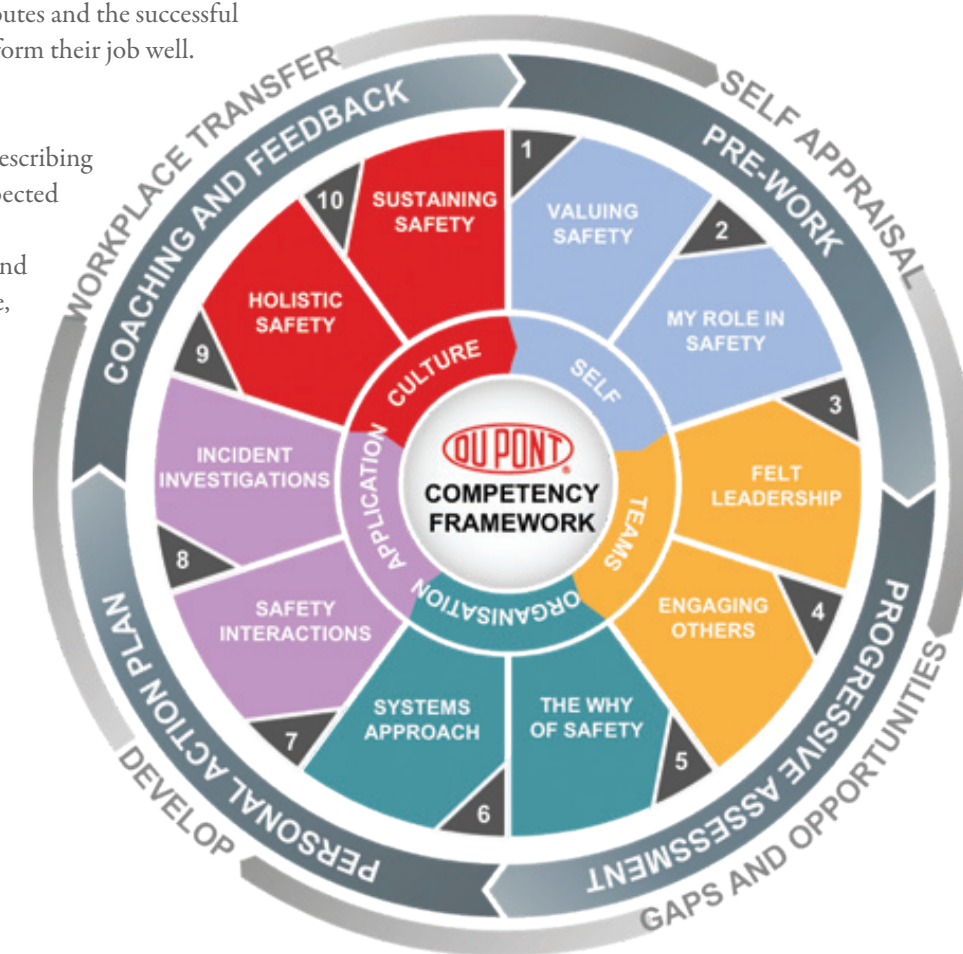 outes and the successful
form their job well.
escribing
pected
nd
e,
WORKPLACE TRANSFER
SELF APPRAISAL
GAPS AND OPPORTUNITIES
DEVELOP
COACHING AND FEEDBACK
PRE-WORK
PROGRESSIVE ASSESSMENT
PERSONAL ACTION PLAN
1
VALUING
SAFETY
2
MY ROLE IN
SAFETY
3
FELT
LEADERSHIP
4
ENGAGING
OTHERS
5
THE WHY
OF SAFETY
6
SYSTEMS
APPROACH
7
SAFETY
INTERACTIONS
8
INCIDENT
INVESTIGATIONS
9
HOLISTIC
SAFETY
10
SUSTAINING
SAFETY
SELF
TEAMS
ORGANISATION
APPLICATION
CULTURE
DU PONT®
COMPETENCY
FRAMEWORK